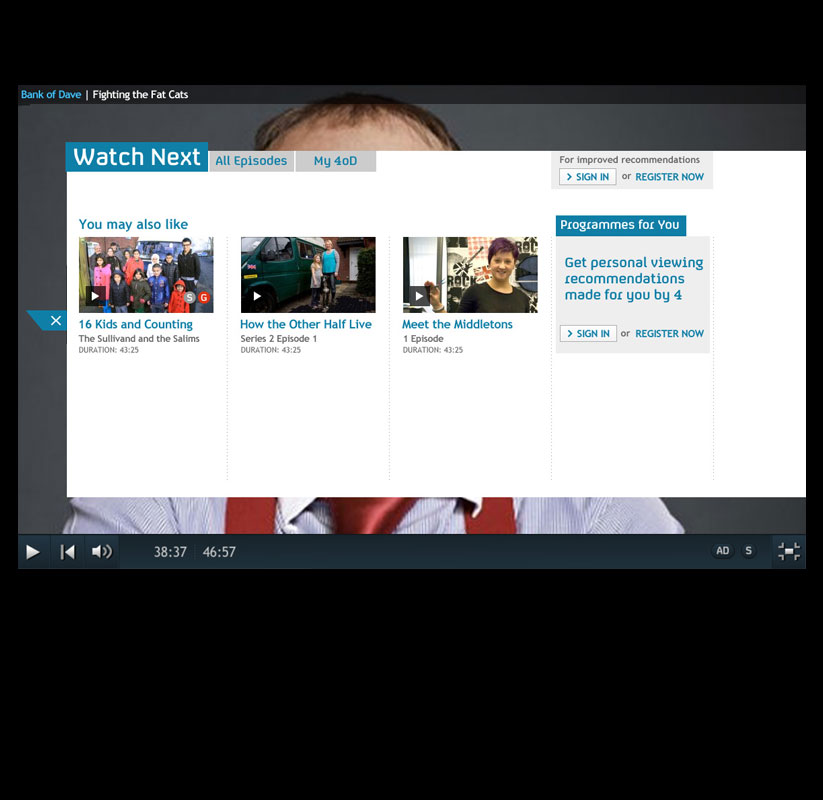 Bank of Dave | Fighting the Fat Cats
Watch Next
All Episodes
My 4oD
For improved recommendations
SIGN IN or REGISTER NOW
You may also like
16 Kids and Counting
The Sullivand and the Salims
DURATION: 43:25
S G
How the Other Half Live
Series 2 Episode 1
DURATION: 43:25
ROCK
Meet the Middletons
1 Episode
DURATION: 43:25
Programmes for You
Get personal viewing
recommendations
made for you by 4
SIGN IN or REGISTER NOW
38:37 46:57
AD S